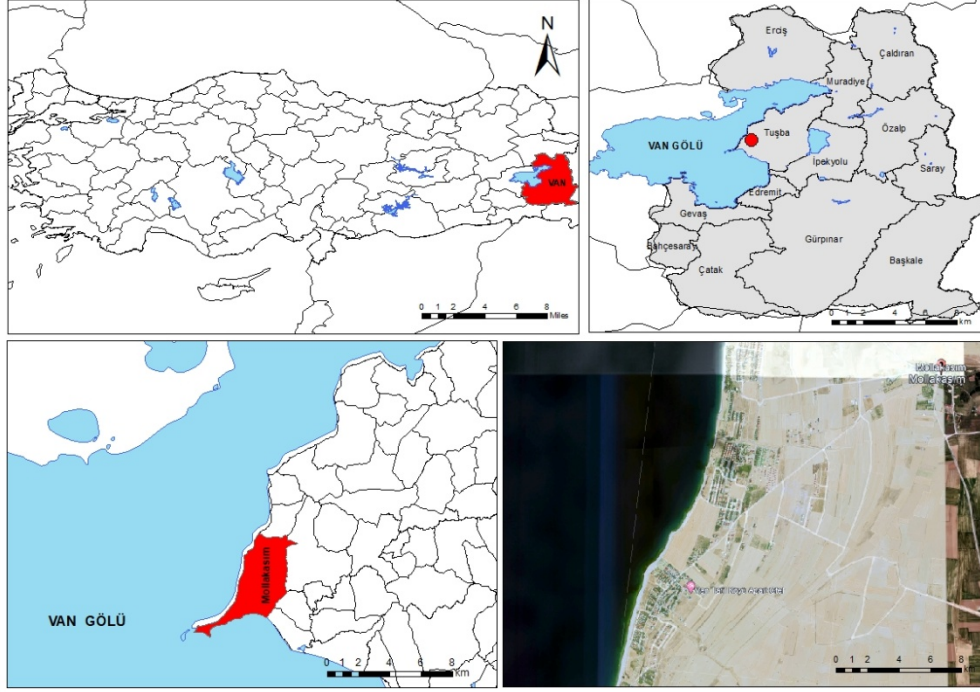 N
VAN
0 1 2 4 6 8
Miles
Erciş
Çaldıran
Muradiye
VAN GÖLÜ
Tuşba
Özalp
İpekyolu
Saray
Edremit
Gevaş
Gürpınar
Bahçesaray
Başkale
Çatak
0 1 2 4 6 8
km
Mollakasım
VAN GÖLÜ
0 1 2 4 6 8
km
Mollakasım
Mollakasım
0 1 2 4 6 8
km